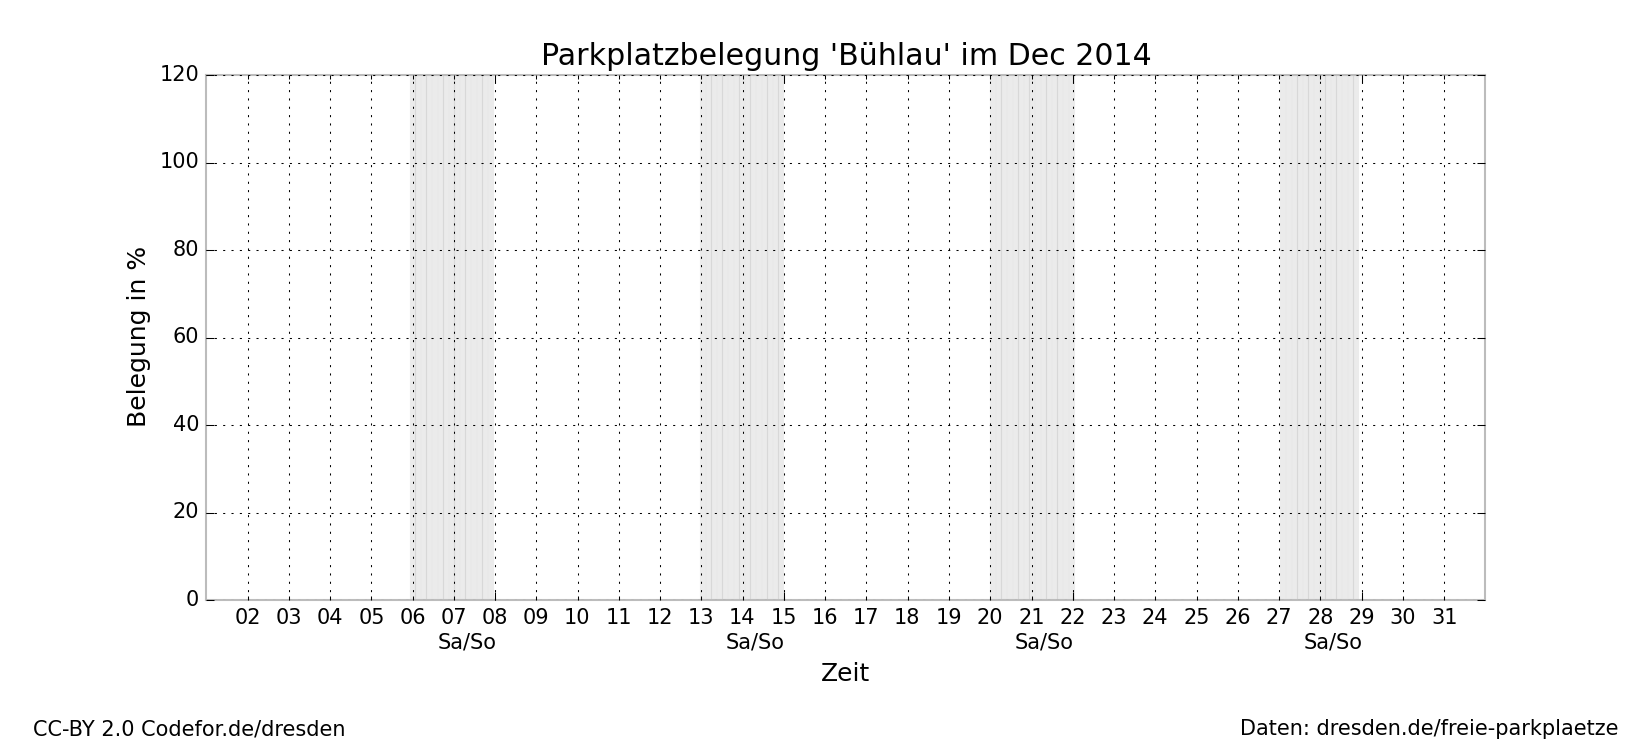 Parkplatzbelegung 'Bühlau' im Dec 2014
120
100
80
60
40
20
0
Belegung in %
02 03 04 05 06 07 08 09 10 11 12 13 14 15 16 17 18 19 20 21 22 23 24 25 26 27 28 29 30 31
Sa/So Sa/So Sa/So Sa/So
Zeit
CC-BY 2.0 Codefor.de/dresden
Daten: dresden.de/freie-parkplaetze